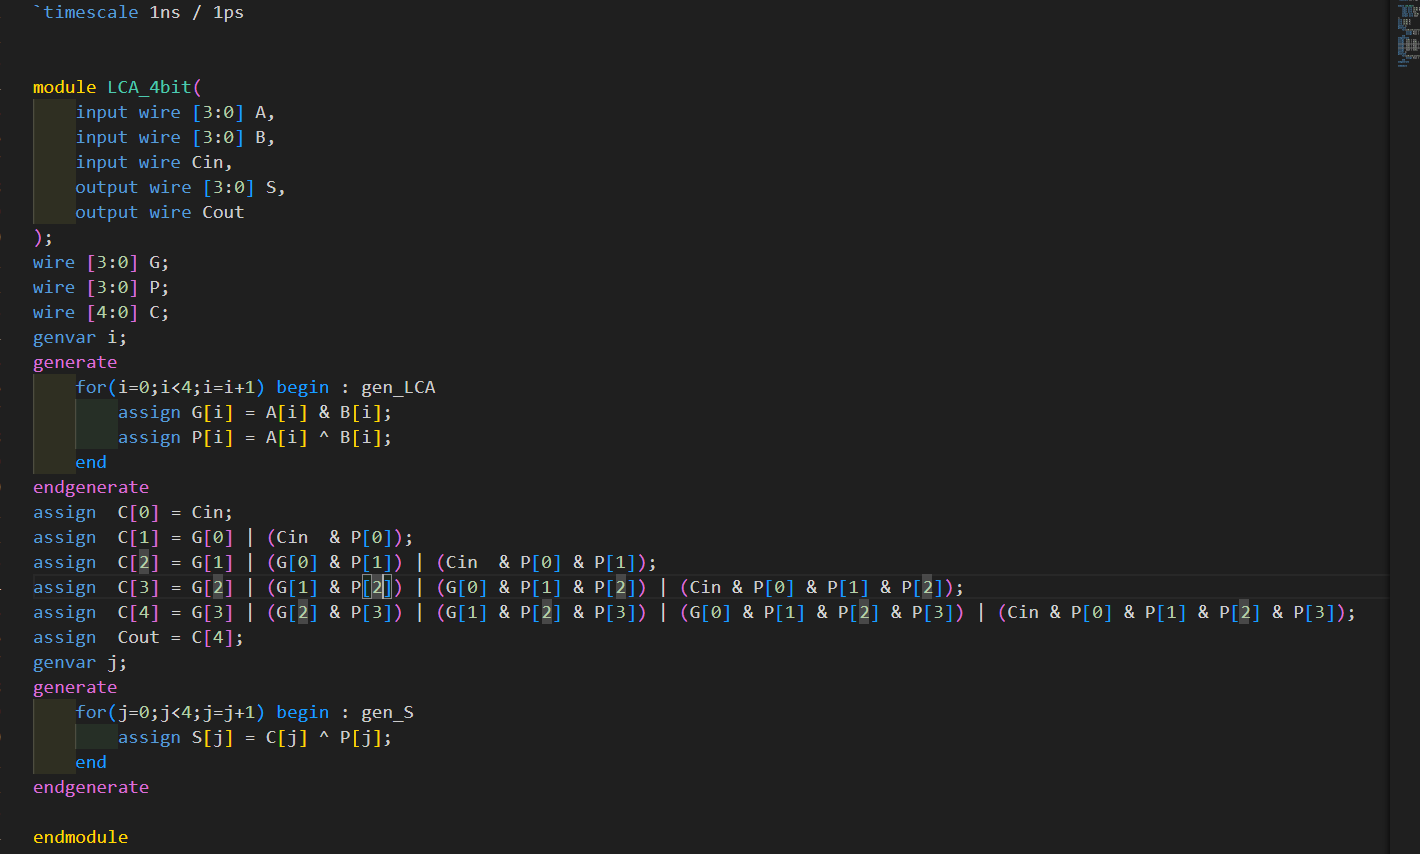 `timescale 1ns / 1ps
module LCA_4bit(
    input wire [3:0] A,
    input wire [3:0] B,
    input wire Cin,
    output wire [3:0] S,
    output wire Cout
);
wire [3:0] G;
wire [3:0] P;
wire [4:0] C;
genvar i;
generate
    for(i=0;i<4;i=i+1) begin : gen_LCA
        assign G[i] = A[i] & B[i];
        assign P[i] = A[i] ^ B[i];
    end
endgenerate
assign  C[0] = Cin;
assign  C[1] = G[0] | (Cin  & P[0]);
assign  C[2] = G[1] | (G[0] & P[1]) | (Cin  & P[0] & P[1]);
assign  C[3] = G[2] | (G[1] & P[2]) | (G[0] & P[1] & P[2]) | (Cin & P[0] & P[1] & P[2]);
assign  C[4] = G[3] | (G[2] & P[3]) | (G[1] & P[2] & P[3]) | (G[0] & P[1] & P[2] & P[3]) | (Cin & P[0] & P[1] & P[2] & P[3]);
assign  Cout = C[4];
genvar j;
generate
    for(j=0;j<4;j=j+1) begin : gen_S
        assign S[j] = C[j] ^ P[j];
    end
endgenerate
endmodule